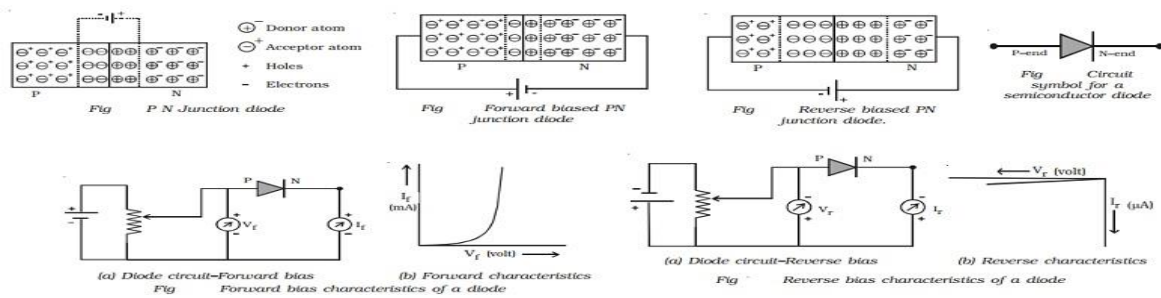 Donor atom
Acceptor atom
Holes
Electrons
P N
Fig P N Junction diode
P N
Fig Forward biased PN
junction diode
P N
Fig Reverse biased PN
junction diode.
P-end N-end
Fig Circuit
symbol for a
semiconductor diode
P N
V_f
I_f
(a) Diode circuit–Forward bias
I_f
(mA)
V_f (volt)
(b) Forward characteristics
Fig Forward bias characteristics of a diode
P N
V_r
I_r
(a) Diode circuit–Reverse bias
V_r (volt)
I_r (µA)
(b) Reverse characteristics
Fig Reverse bias characteristics of a diode